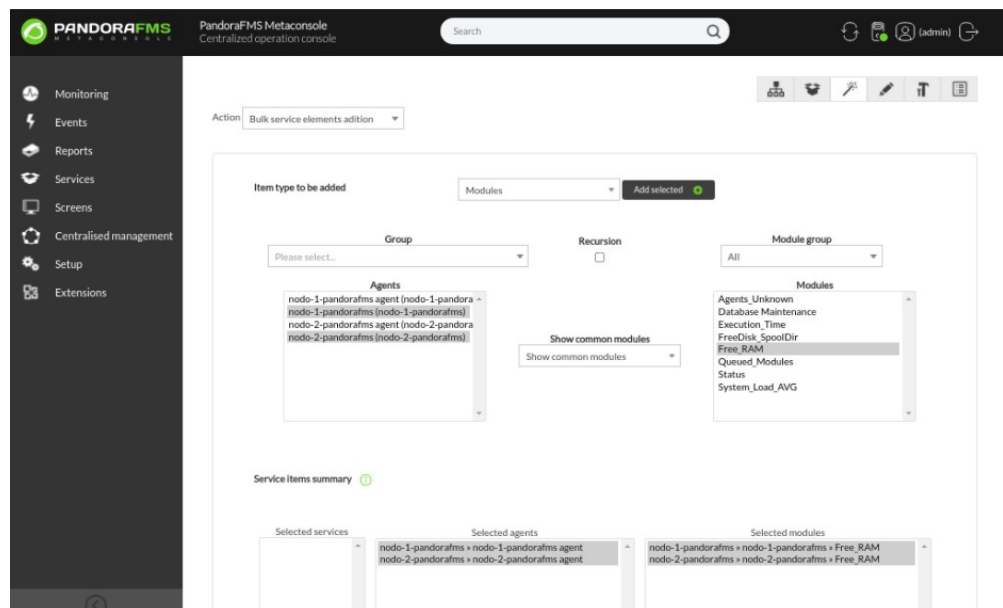 PANDORAFMS
METACONSOLE
PandoraFMS Metaconsole
Centralized operation console
Search
(admin)
Monitoring
Events
Reports
Services
Screens
Centralised management
Setup
Extensions
Action
Bulk service elements adition
Item type to be added
Modules
Add selected
Group
Recursion
Module group
Please select...
All
Agents
nodo-1-pandorafms agent (nodo-1-pandora
nodo-1-pandorafms (nodo-1-pandorafms)
nodo-2-pandorafms agent (nodo-2-pandora
nodo-2-pandorafms (nodo-2-pandorafms)
Show common modules
Show common modules
Modules
Agents_Unknown
Database Maintenance
Execution_Time
FreeDisk_SpoolDir
Free_RAM
Queued_Modules
Status
System_Load_AVG
Service items summary
Selected services
Selected agents
Selected modules
nodo-1-pandorafms » nodo-1-pandorafms agent
nodo-2-pandorafms » nodo-2-pandorafms agent
nodo-1-pandorafms » nodo-1-pandorafms » Free_RAM
nodo-2-pandorafms » nodo-2-pandorafms » Free_RAM